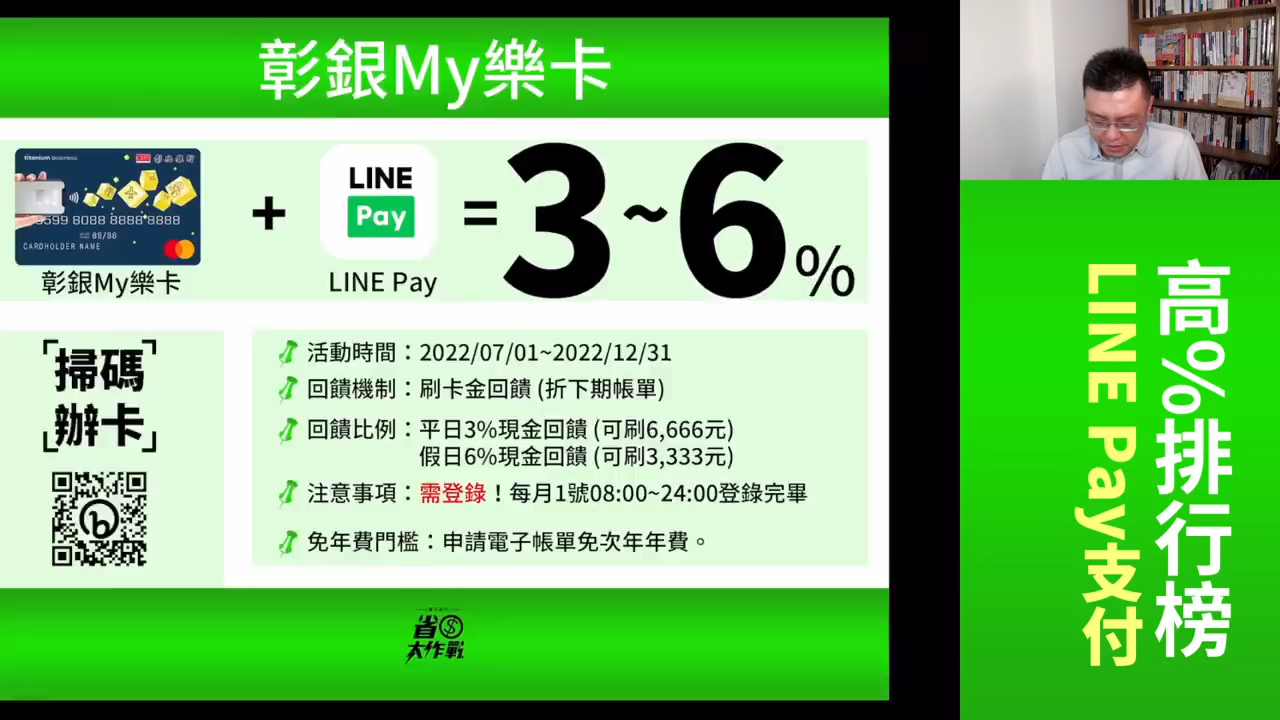 彰銀My樂卡
titanium business
彰化銀行
5599 8088 8888 8888
88/88
CARDHOLDER NAME
彰銀My樂卡
+
LINE
Pay
LINE Pay
=
3~6%
掃碼
辦卡
活動時間：2022/07/01~2022/12/31
回饋機制：刷卡金回饋 (折下期帳單)
回饋比例：平日3%現金回饋 (可刷6,666元)
假日6%現金回饋 (可刷3,333元)
注意事項：需登錄！每月1號08:00~24:00登錄完畢
免年費門檻：申請電子帳單免次年年費。
省$
大作戰
高%排行榜
LINE Pay支付